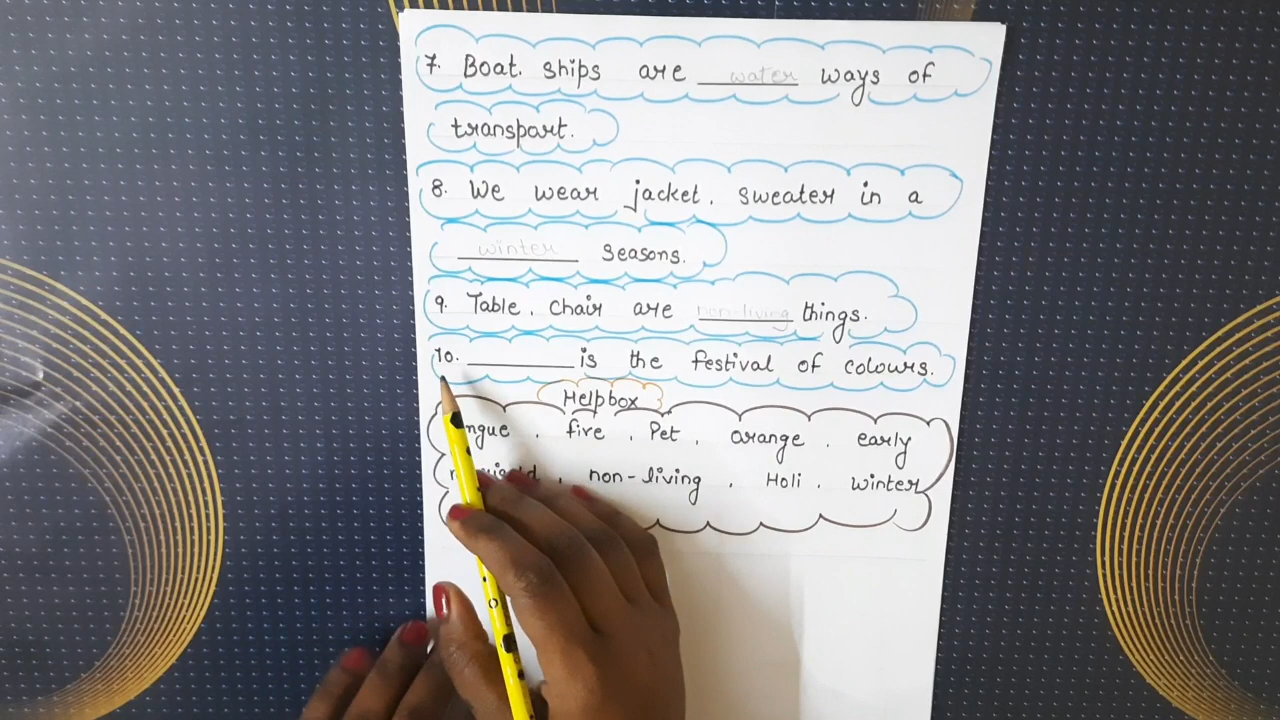 7. Boat. ships are water ways of
transport.
8. We wear jacket. sweater in a
winter seasons.
9. Table. chair are non-living things.
10. ________ is the festival of colours.
Helpbox
five. Pet. orange. early
non-living. Holi. winter